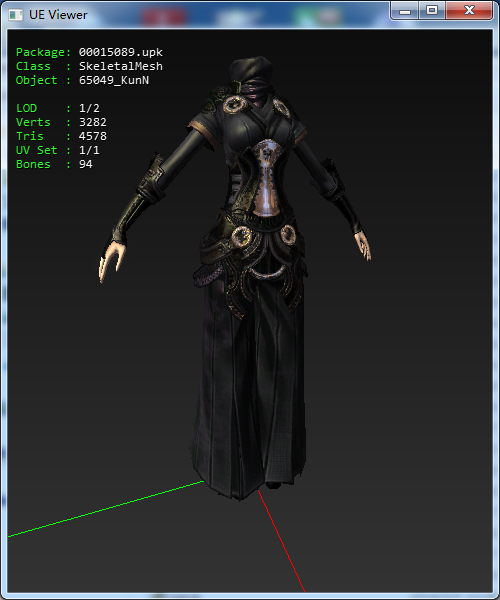 UE Viewer
Package: 00015089.upk
Class : SkeletalMesh
Object : 65049_KunN
LOD : 1/2
Verts : 3282
Tris : 4578
UV Set : 1/1
Bones : 94